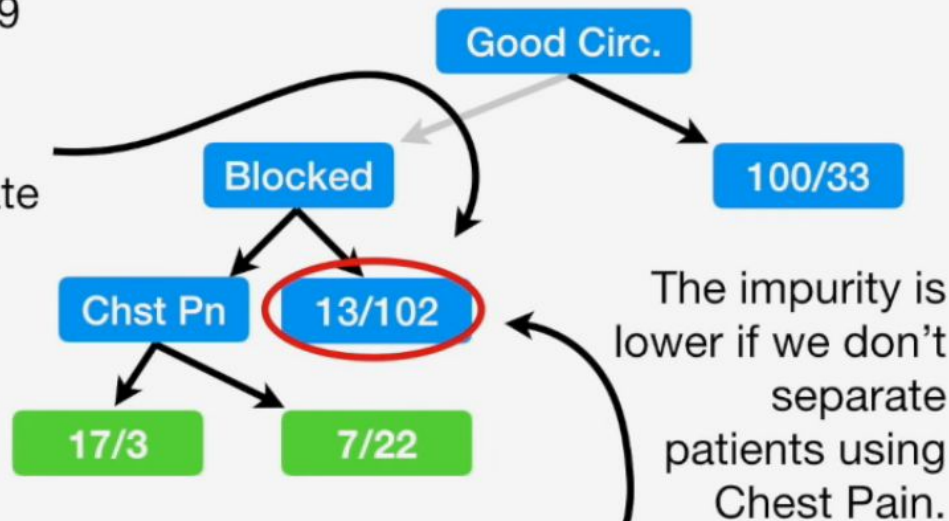 9
Good Circ.
Blocked
100/33
te
Chst Pn
13/102
17/3
7/22
The impurity is
lower if we don't
separate
patients using
Chest Pain.